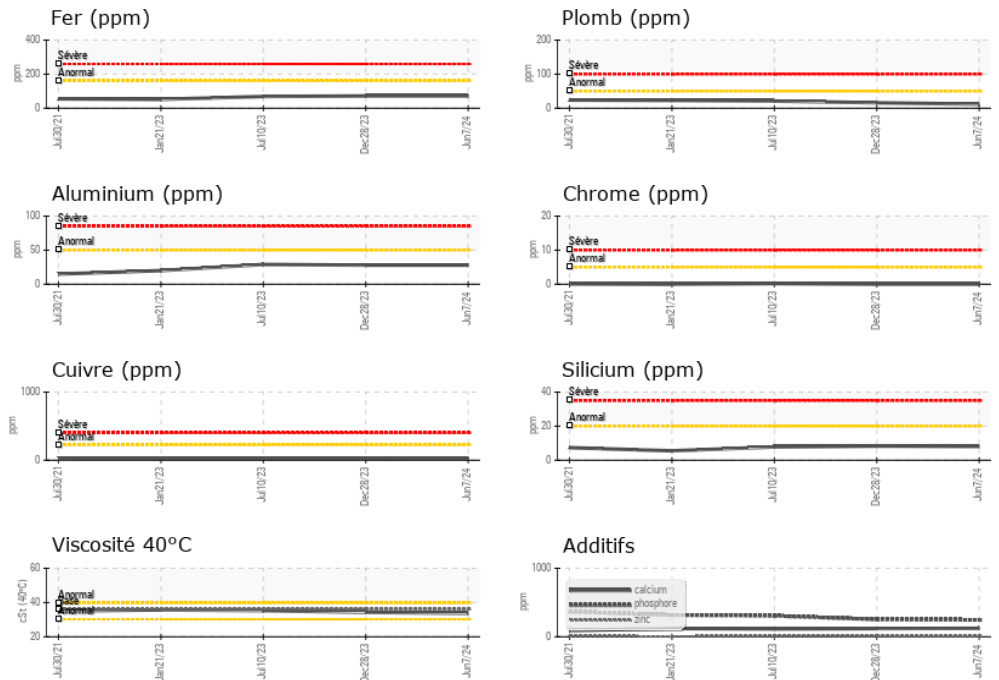 Fer (ppm)
400
200
0
ppm
Sévère
Anormal
Jul30/21
Jan21/23
Jul10/23
Dec28/23
Jun7/24
Plomb (ppm)
200
100
0
ppm
Sévère
Anormal
Jul30/21
Jan21/23
Jul10/23
Dec28/23
Jun7/24
Aluminium (ppm)
100
50
0
ppm
Sévère
Anormal
Jul30/21
Jan21/23
Jul10/23
Dec28/23
Jun7/24
Chrome (ppm)
20
10
0
ppm
Sévère
Anormal
Jul30/21
Jan21/23
Jul10/23
Dec28/23
Jun7/24
Cuivre (ppm)
1000
0
ppm
Sévère
Anormal
Jul30/21
Jan21/23
Jul10/23
Dec28/23
Jun7/24
Silicium (ppm)
40
20
0
ppm
Sévère
Anormal
Jul30/21
Jan21/23
Jul10/23
Dec28/23
Jun7/24
Viscosité 40°C
60
40
20
cSt (40°C)
Anormal
Base
Anormal
Jul30/21
Jan21/23
Jul10/23
Dec28/23
Jun7/24
Additifs
1000
0
ppm
calcium
phosphore
zinc
Jul30/21
Jan21/23
Jul10/23
Dec28/23
Jun7/24